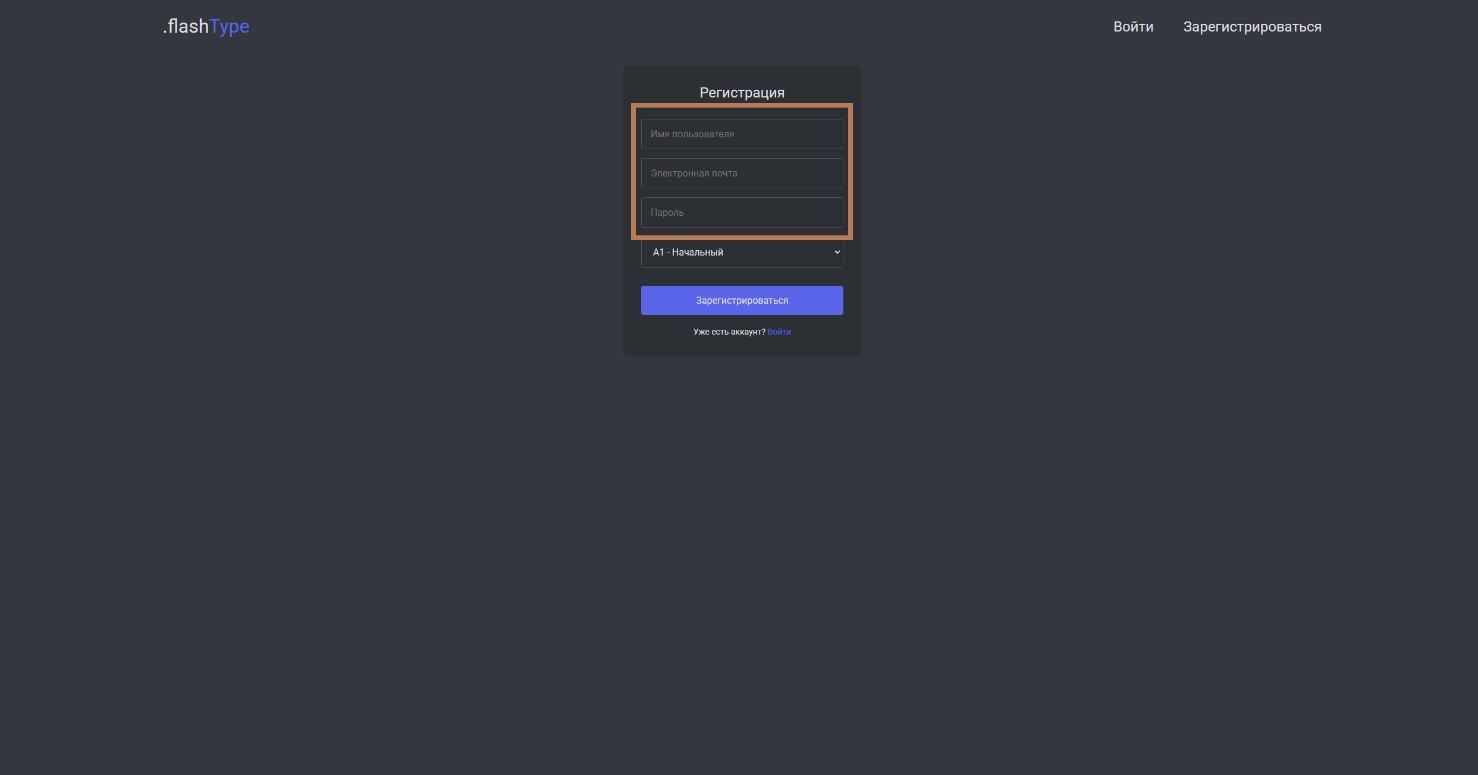 .flashType
Войти Зарегистрироваться
Регистрация
Имя пользователя
Электронная почта
Пароль
A1 - Начальный
Зарегистрироваться
Уже есть аккаунт? Войти